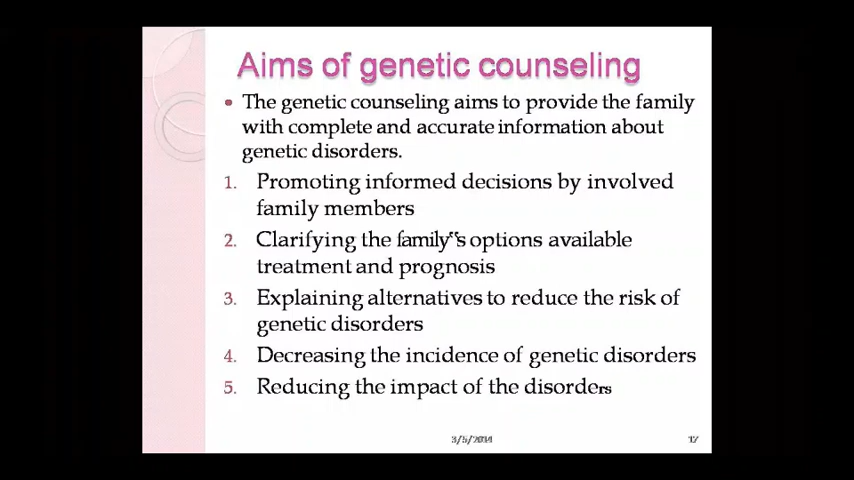 Aims of genetic counseling
• The genetic counseling aims to provide the family
with complete and accurate information about
genetic disorders.
1. Promoting informed decisions by involved
family members
2. Clarifying the family‟s options available
treatment and prognosis
3. Explaining alternatives to reduce the risk of
genetic disorders
4. Decreasing the incidence of genetic disorders
5. Reducing the impact of the disorders